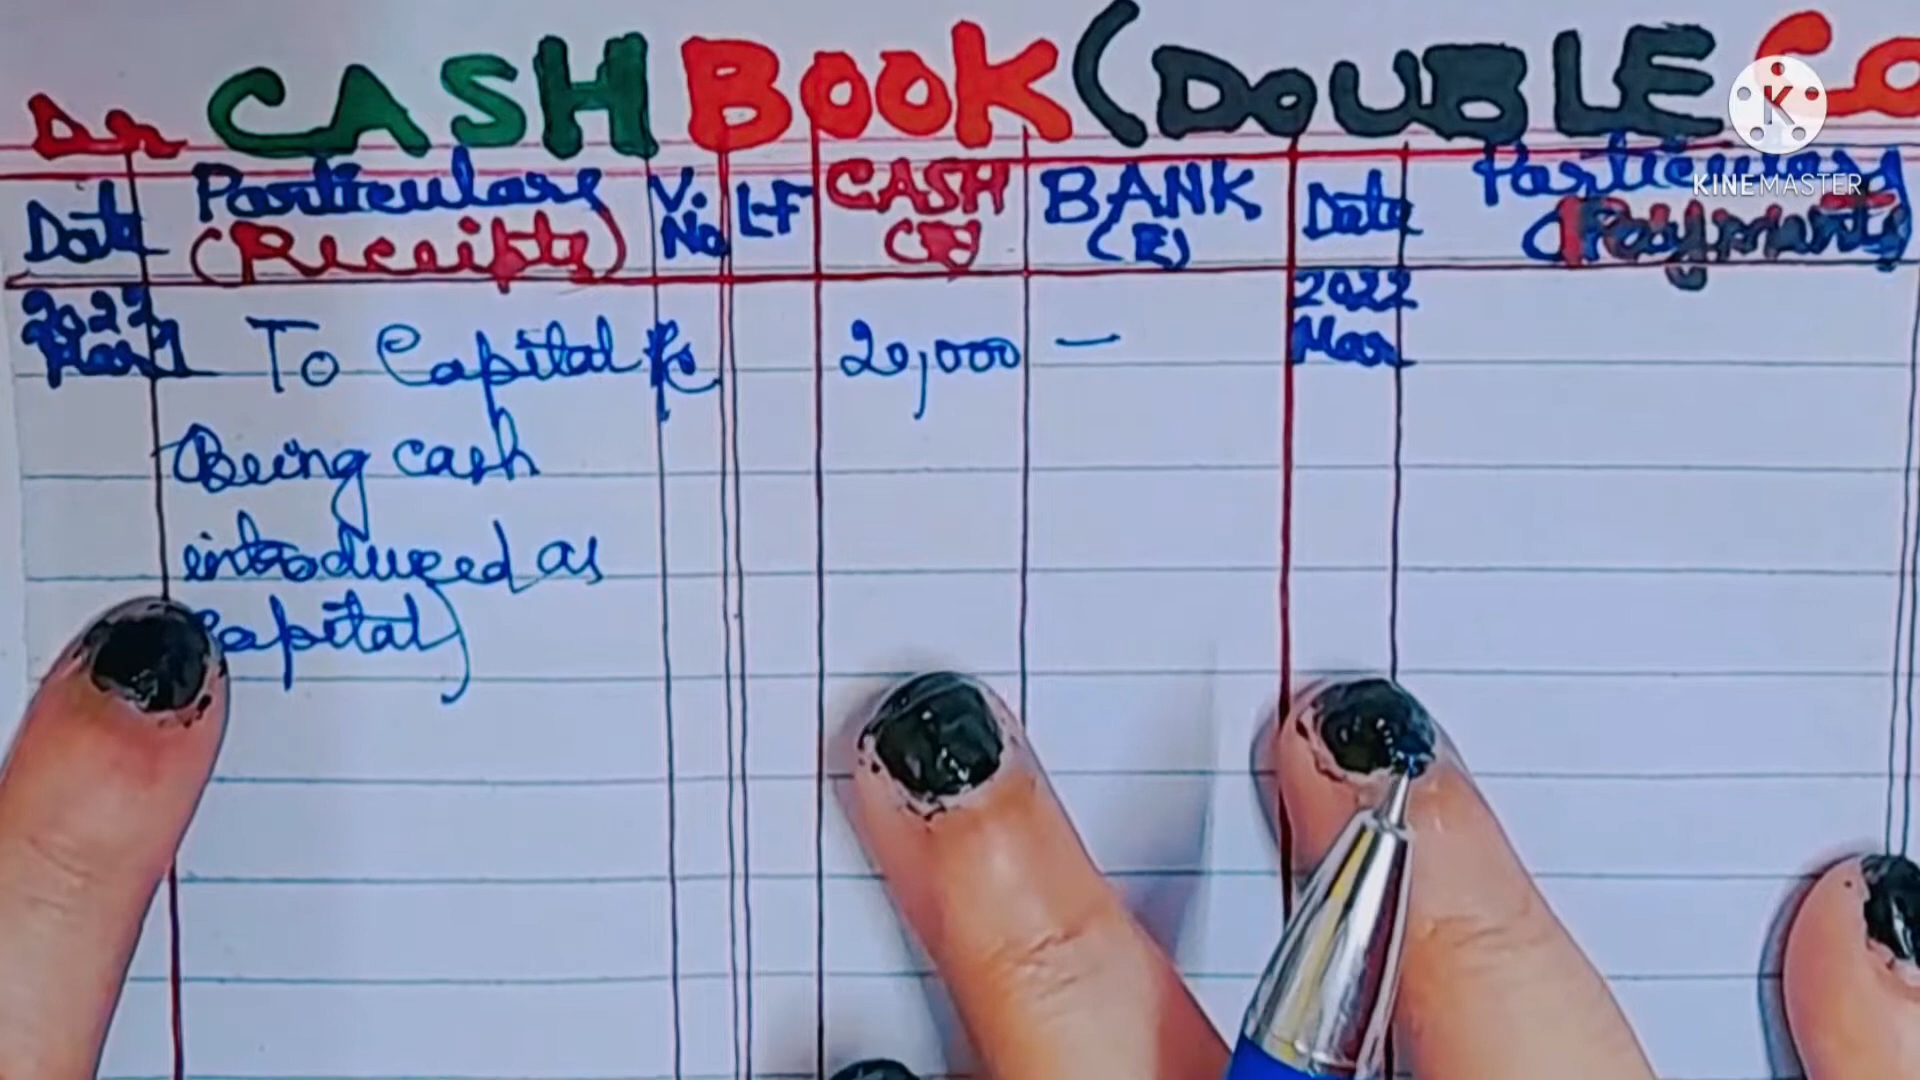 CASH BOOK (DOUBLE CO
Dr
Date Particulars (Receipts) V. No L.F CASH (₹) BANK (₹) Date Particulars (Payments)
2022 Mar 1 To Capital A/c 20,000 — 2022 Mar
Being cash
introduced as
Capital)
K
KINEMASTER